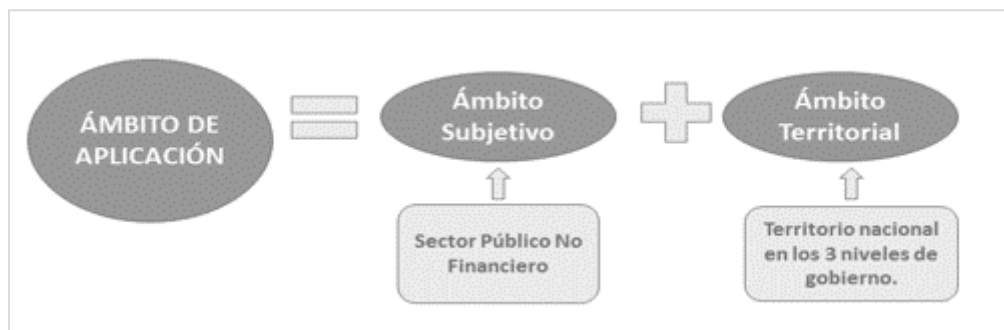 ÁMBITO DE
APLICACIÓN
Ámbito
Subjetivo
Ámbito
Territorial
Sector Público No
Financiero
Territorio nacional
en los 3 niveles de
gobierno.